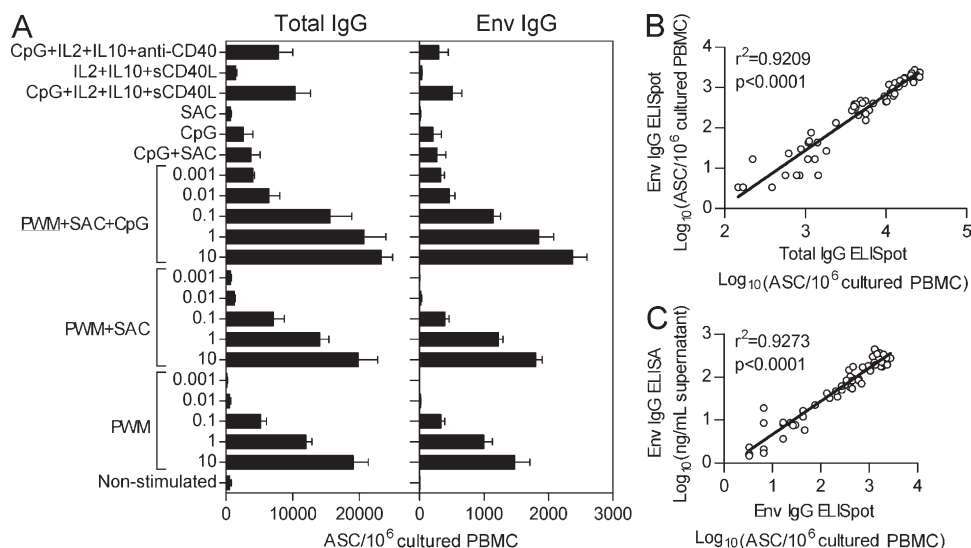 A
Total IgG
Env IgG
CpG+IL2+IL10+anti-CD40
IL2+IL10+sCD40L
CpG+IL2+IL10+sCD40L
SAC
CpG
CpG+SAC
PWM+SAC+CpG
0.001
0.01
0.1
1
10
PWM+SAC
0.001
0.01
0.1
1
10
PWM
0.001
0.01
0.1
1
10
Non-stimulated
0 10000 20000 0 1000 2000 3000
ASC/10⁶ cultured PBMC
B
r²=0.9209
p<0.0001
Env IgG ELISpot
Log₁₀(ASC/10⁶ cultured PBMC)
4
3
2
1
0
2 3 4 5
Total IgG ELISpot
Log₁₀(ASC/10⁶ cultured PBMC)
C
r²=0.9273
p<0.0001
Env IgG ELISA
Log₁₀(ng/mL supernatant)
3
2
1
0
0 1 2 3 4
Env IgG ELISpot
Log₁₀(ASC/10⁶ cultured PBMC)